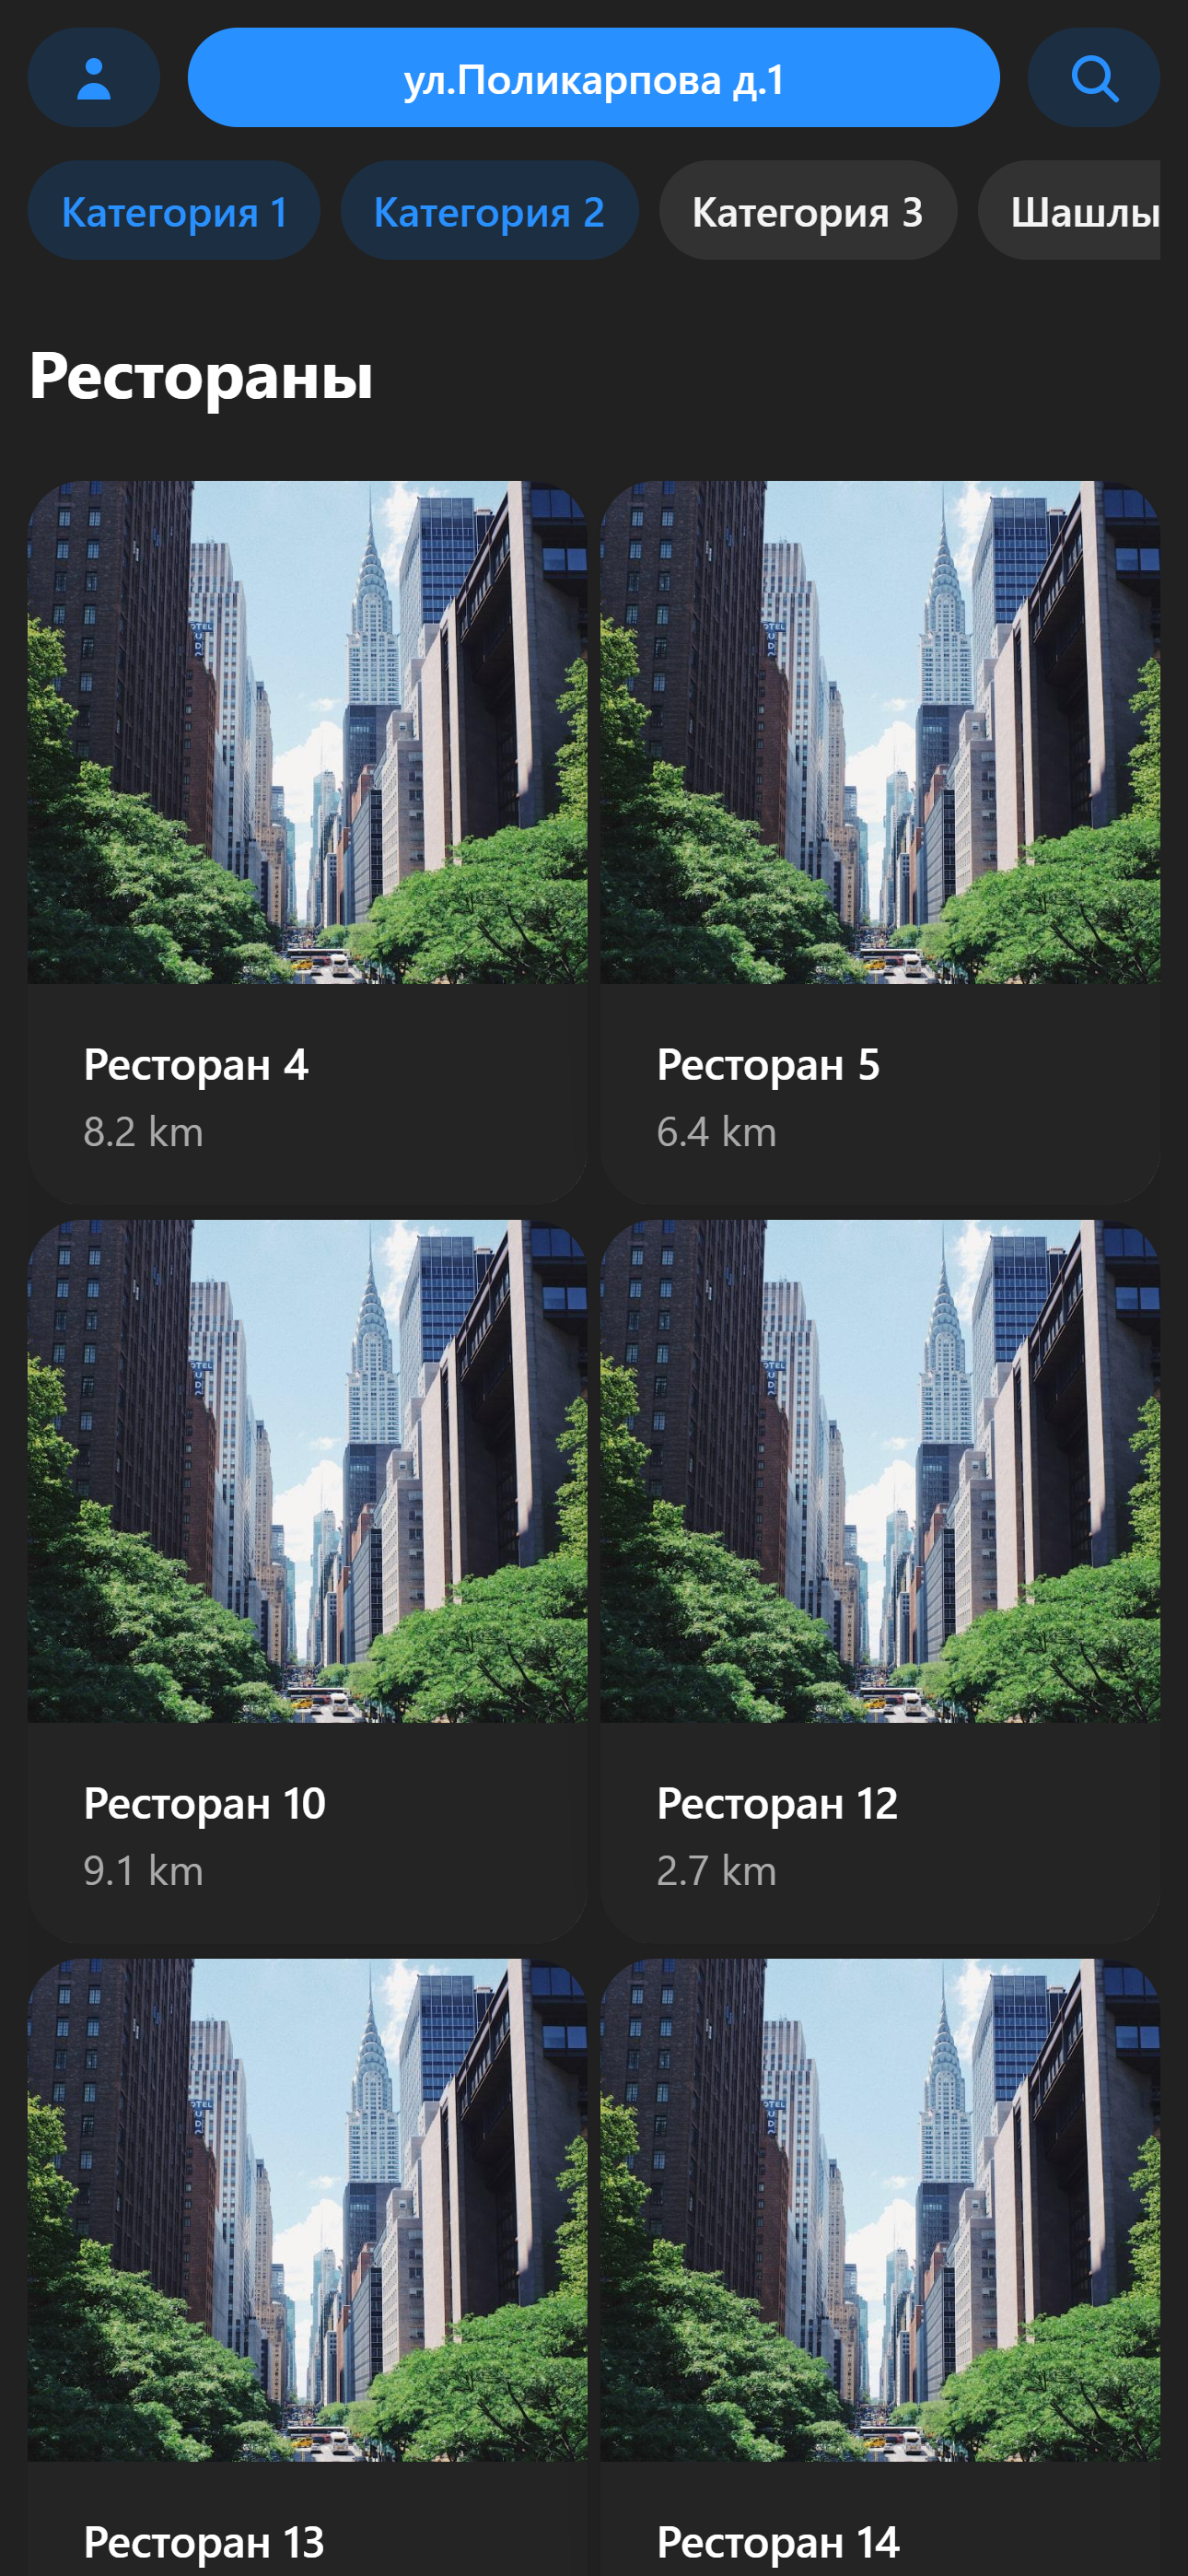 ул.Поликарпова д.1
Категория 1 Категория 2 Категория 3 Шашлы
Рестораны
Ресторан 4 Ресторан 5
8.2 km 6.4 km
Ресторан 10 Ресторан 12
9.1 km 2.7 km
Ресторан 13 Ресторан 14